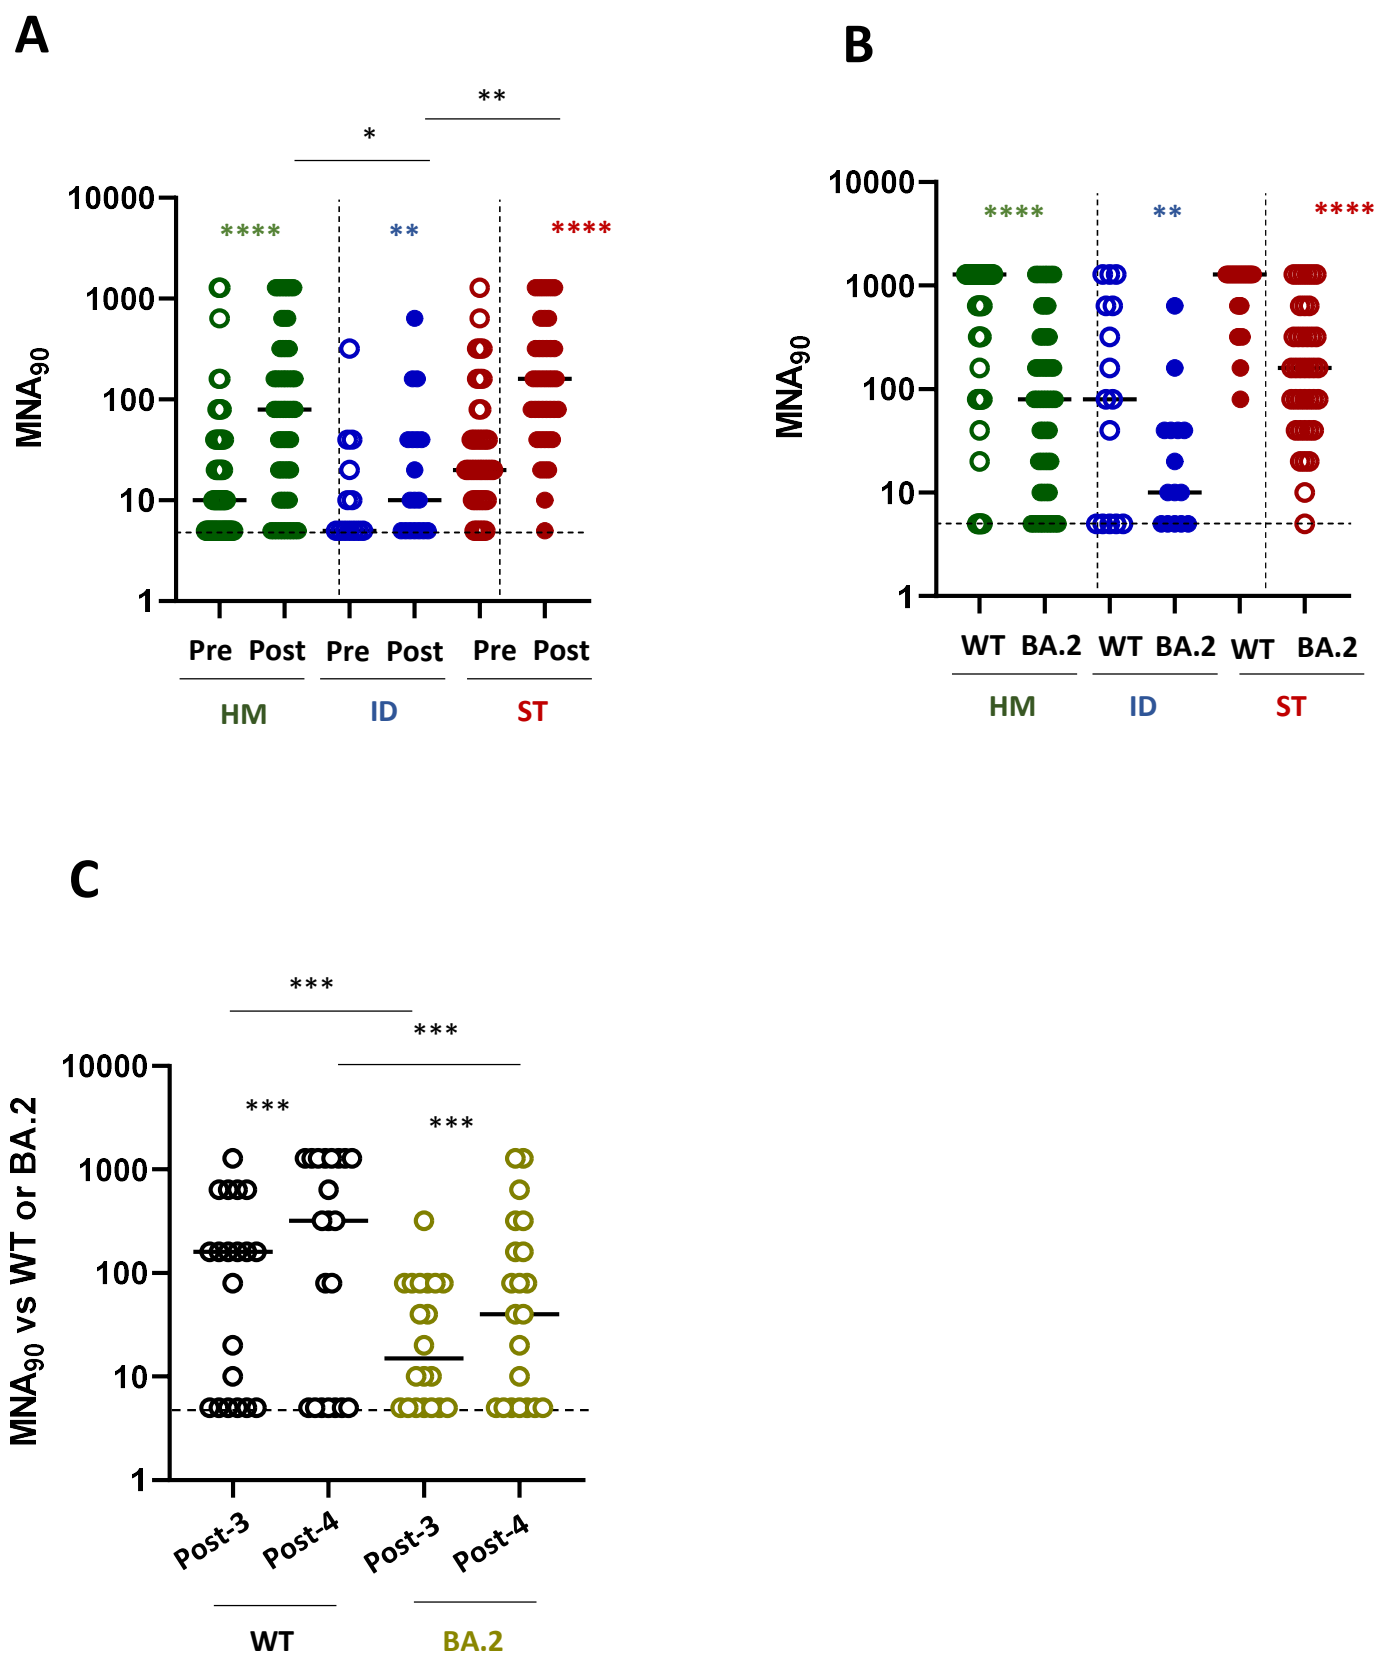 A
**
*
10000
1000
100
10
1
MNA90
**** ** ****
Pre Post Pre Post Pre Post
HM ID ST
B
10000
1000
100
10
1
MNA90
**** ** ****
WT BA.2 WT BA.2 WT BA.2
HM ID ST
C
***
***
10000
1000
100
10
1
MNA90 vs WT or BA.2
*** ***
Post-3 Post-4 Post-3 Post-4
WT BA.2